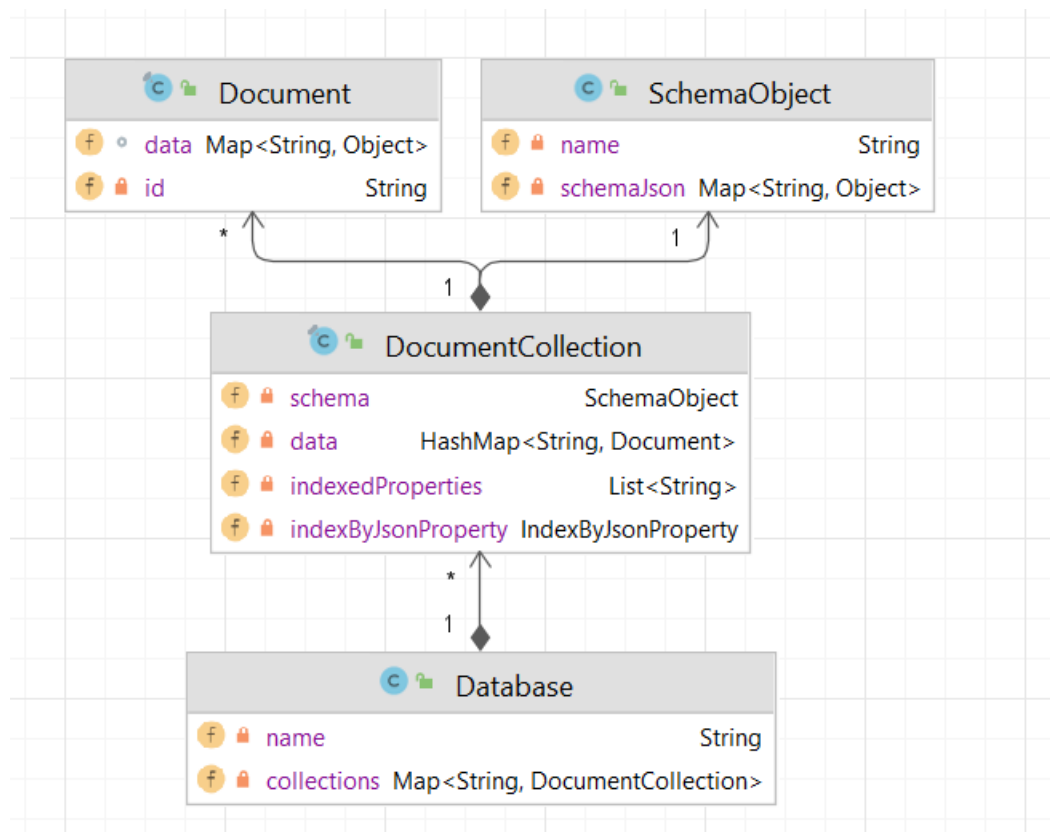 Document
data Map<String, Object>
id String
SchemaObject
name String
schemaJson Map<String, Object>
* 1
1
DocumentCollection
schema SchemaObject
data HashMap<String, Document>
indexedProperties List<String>
indexByJsonProperty IndexByJsonProperty
*
1
Database
name String
collections Map<String, DocumentCollection>